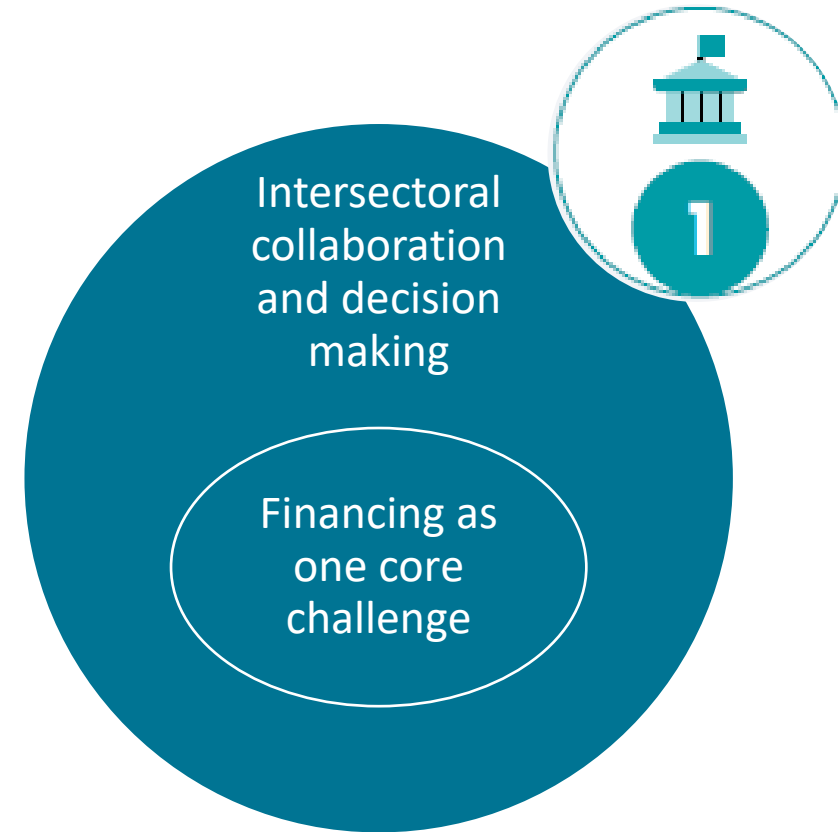 1
Intersectoral
collaboration
and decision
making
Financing as
one core
challenge